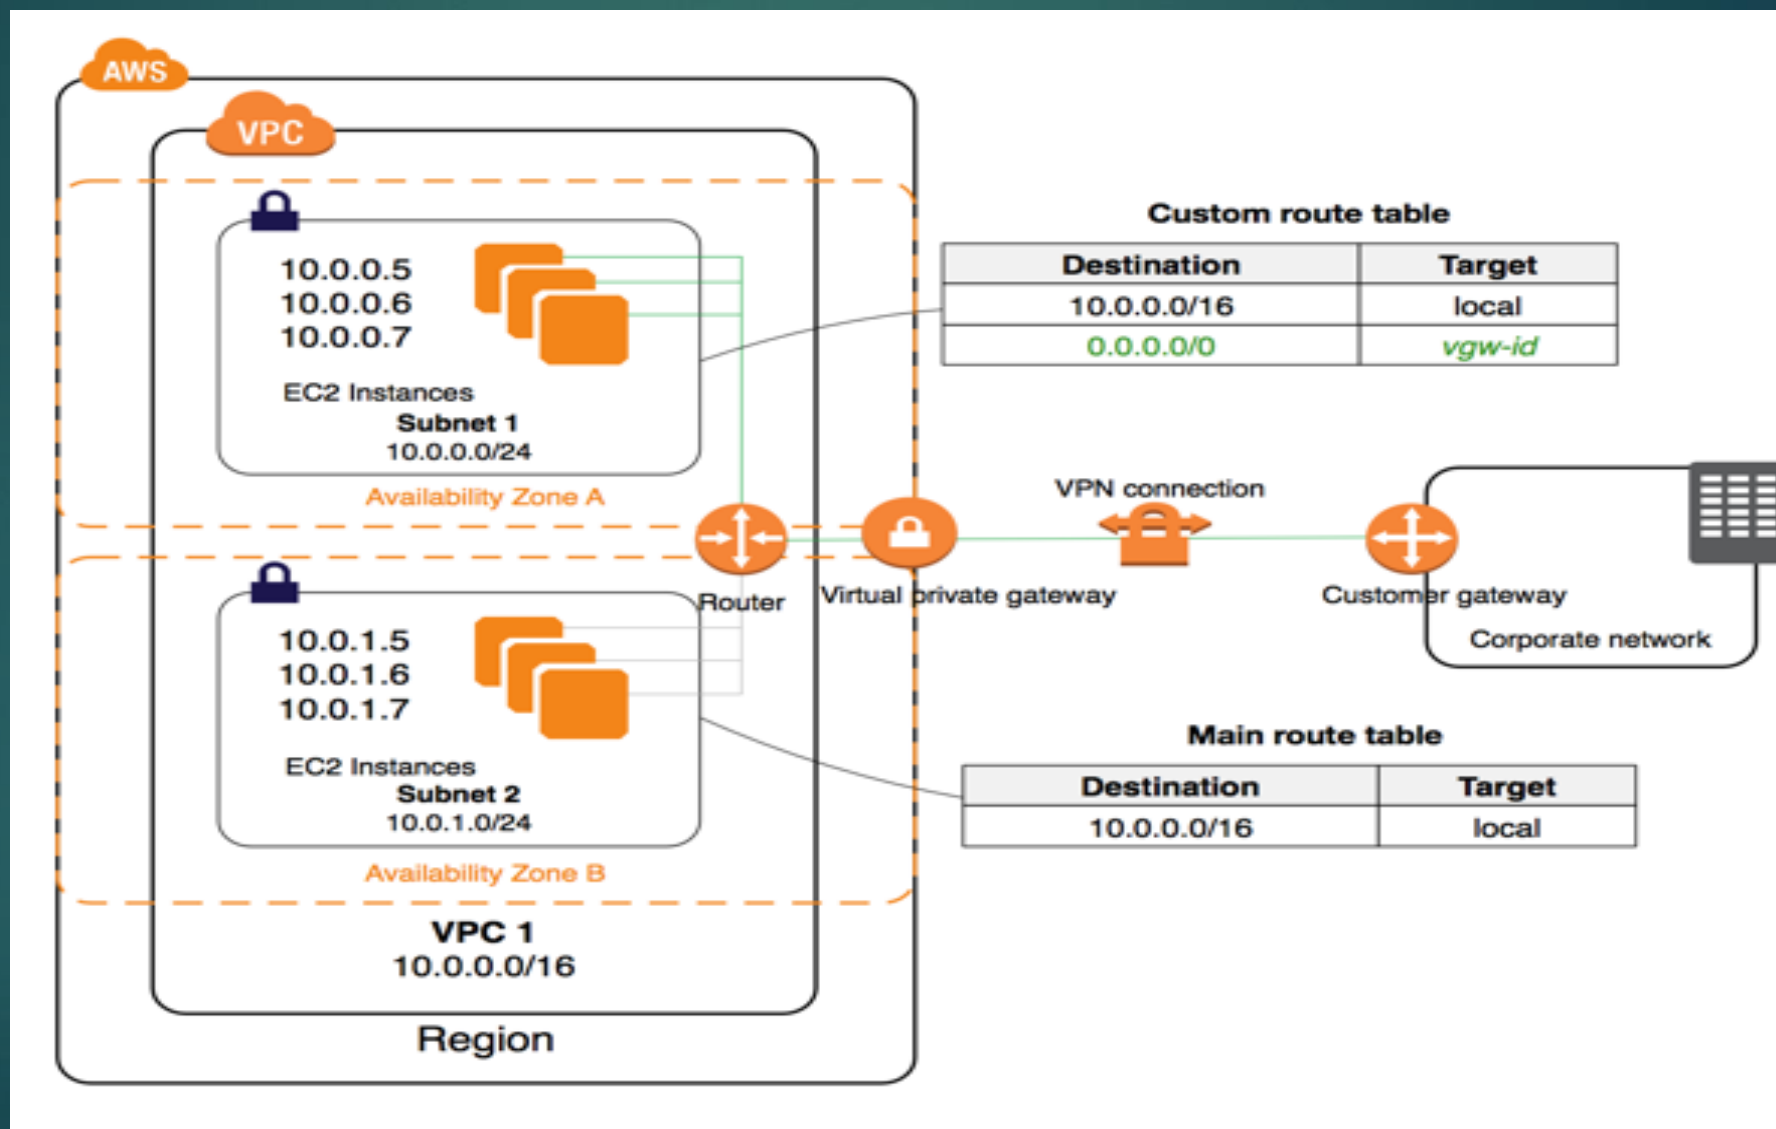 AWS
VPC
10.0.0.5
10.0.0.6
10.0.0.7
EC2 Instances
Subnet 1
10.0.0.0/24
Availability Zone A
Custom route table
Destination Target
10.0.0.0/16 local
0.0.0.0/0 vgw-id
VPN connection
Router
Virtual private gateway
Customer gateway
Corporate network
10.0.1.5
10.0.1.6
10.0.1.7
EC2 Instances
Subnet 2
10.0.1.0/24
Availability Zone B
Main route table
Destination Target
10.0.0.0/16 local
VPC 1
10.0.0.0/16
Region